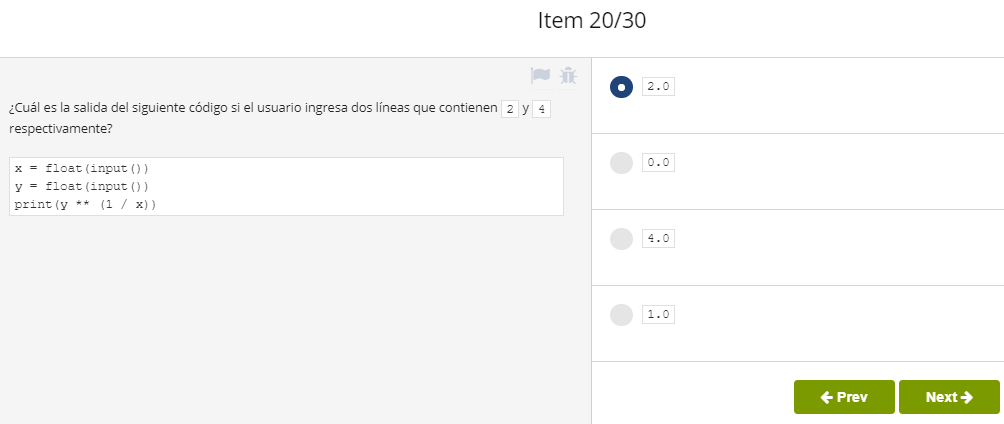 Item 20/30
¿Cuál es la salida del siguiente código si el usuario ingresa dos líneas que contienen 2 y 4
respectivamente?
x = float(input())
y = float(input())
print(y ** (1 / x))
2.0
0.0
4.0
1.0
Prev
Next